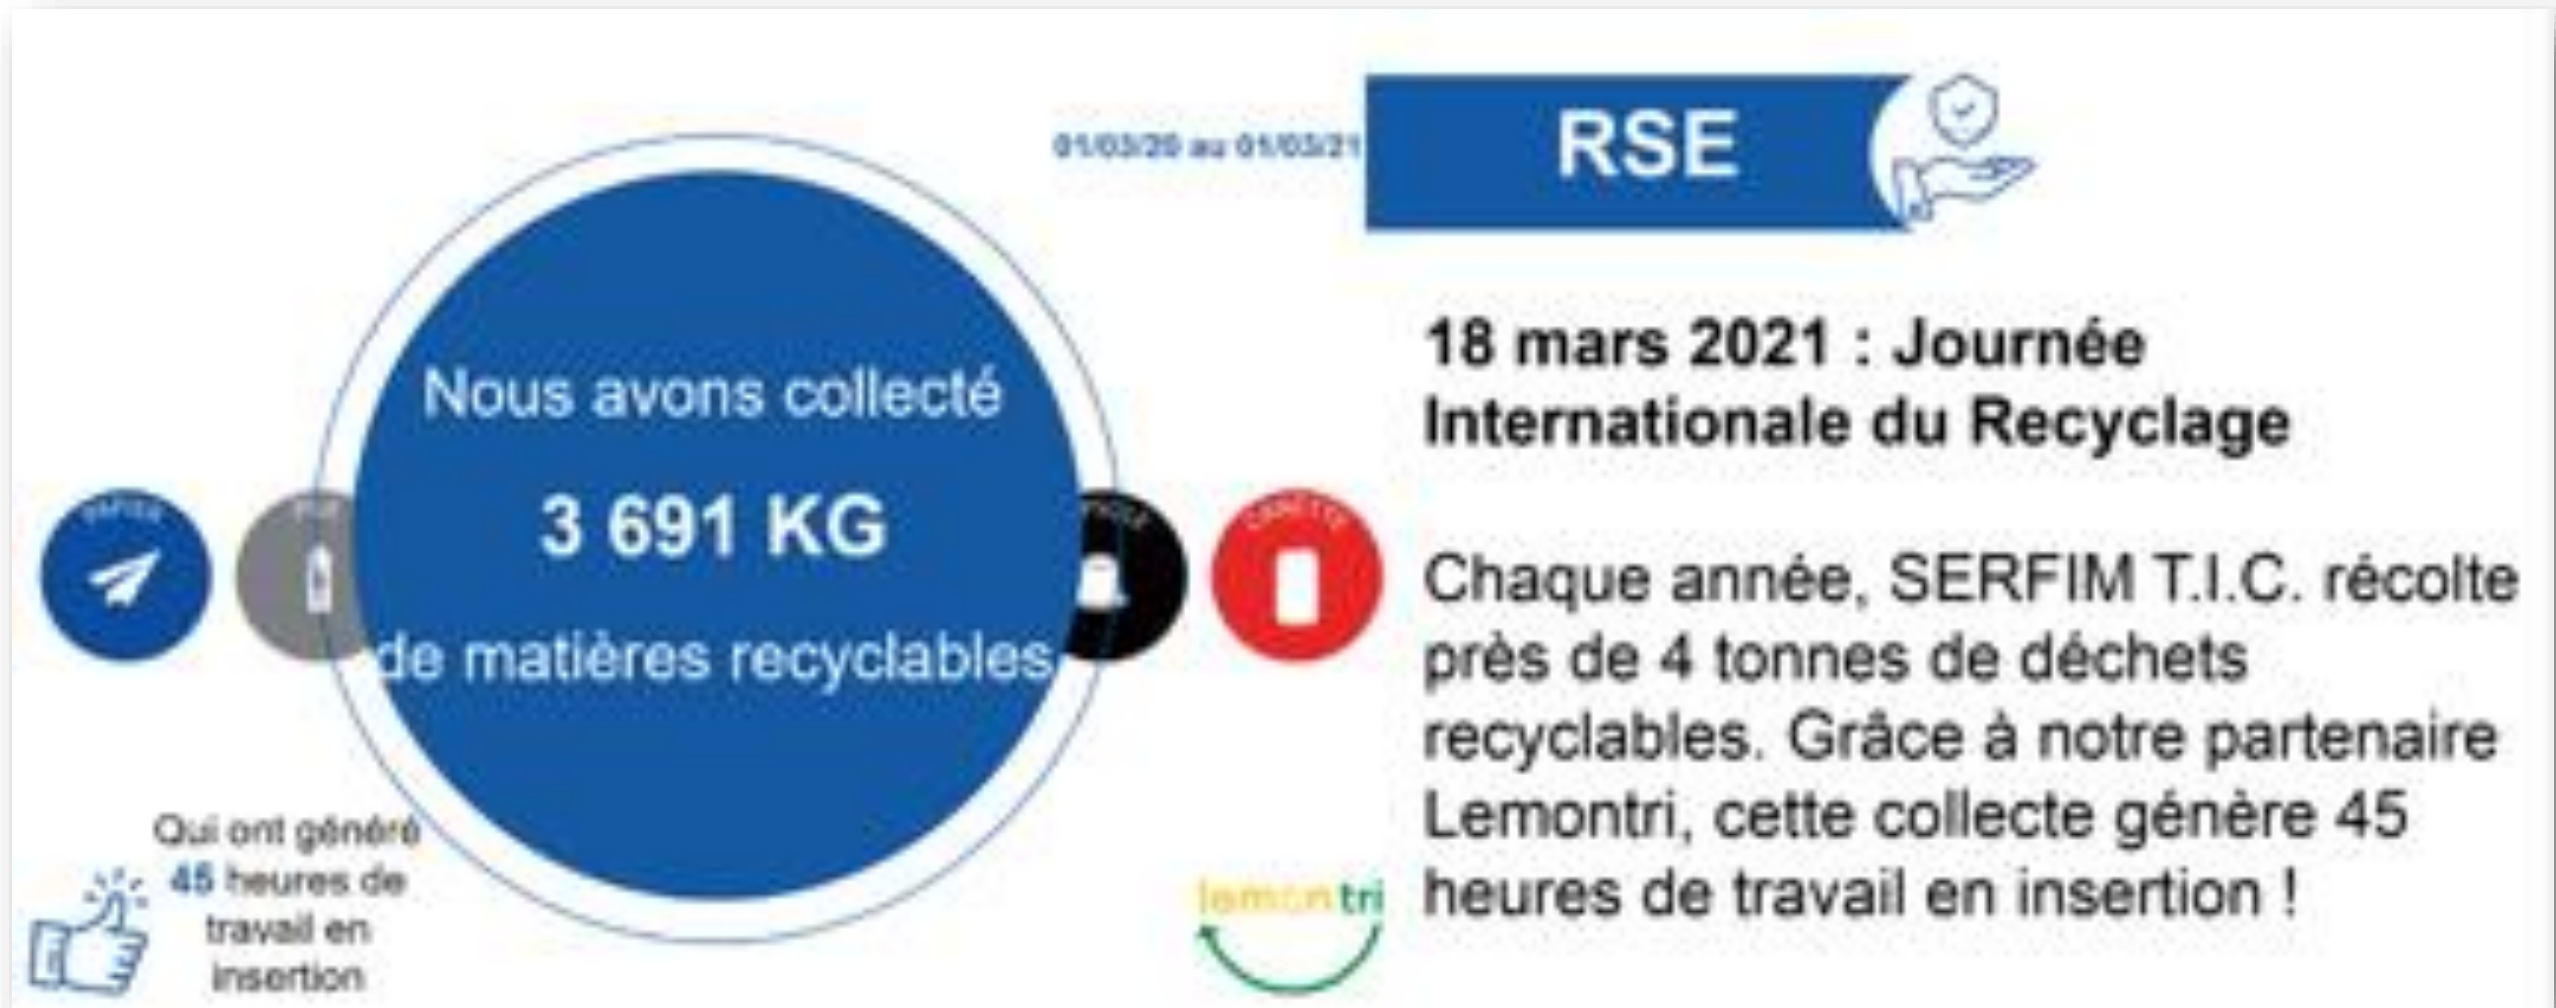 01/03/20 au 01/03/21
RSE
Nous avons collecté
3 691 KG
de matières recyclables
PAPIER
CANETTE
Qui ont généré
45 heures de
travail en
insertion
lemontri
18 mars 2021 : Journée
Internationale du Recyclage
Chaque année, SERFIM T.I.C. récolte
près de 4 tonnes de déchets
recyclables. Grâce à notre partenaire
Lemontri, cette collecte génère 45
heures de travail en insertion !